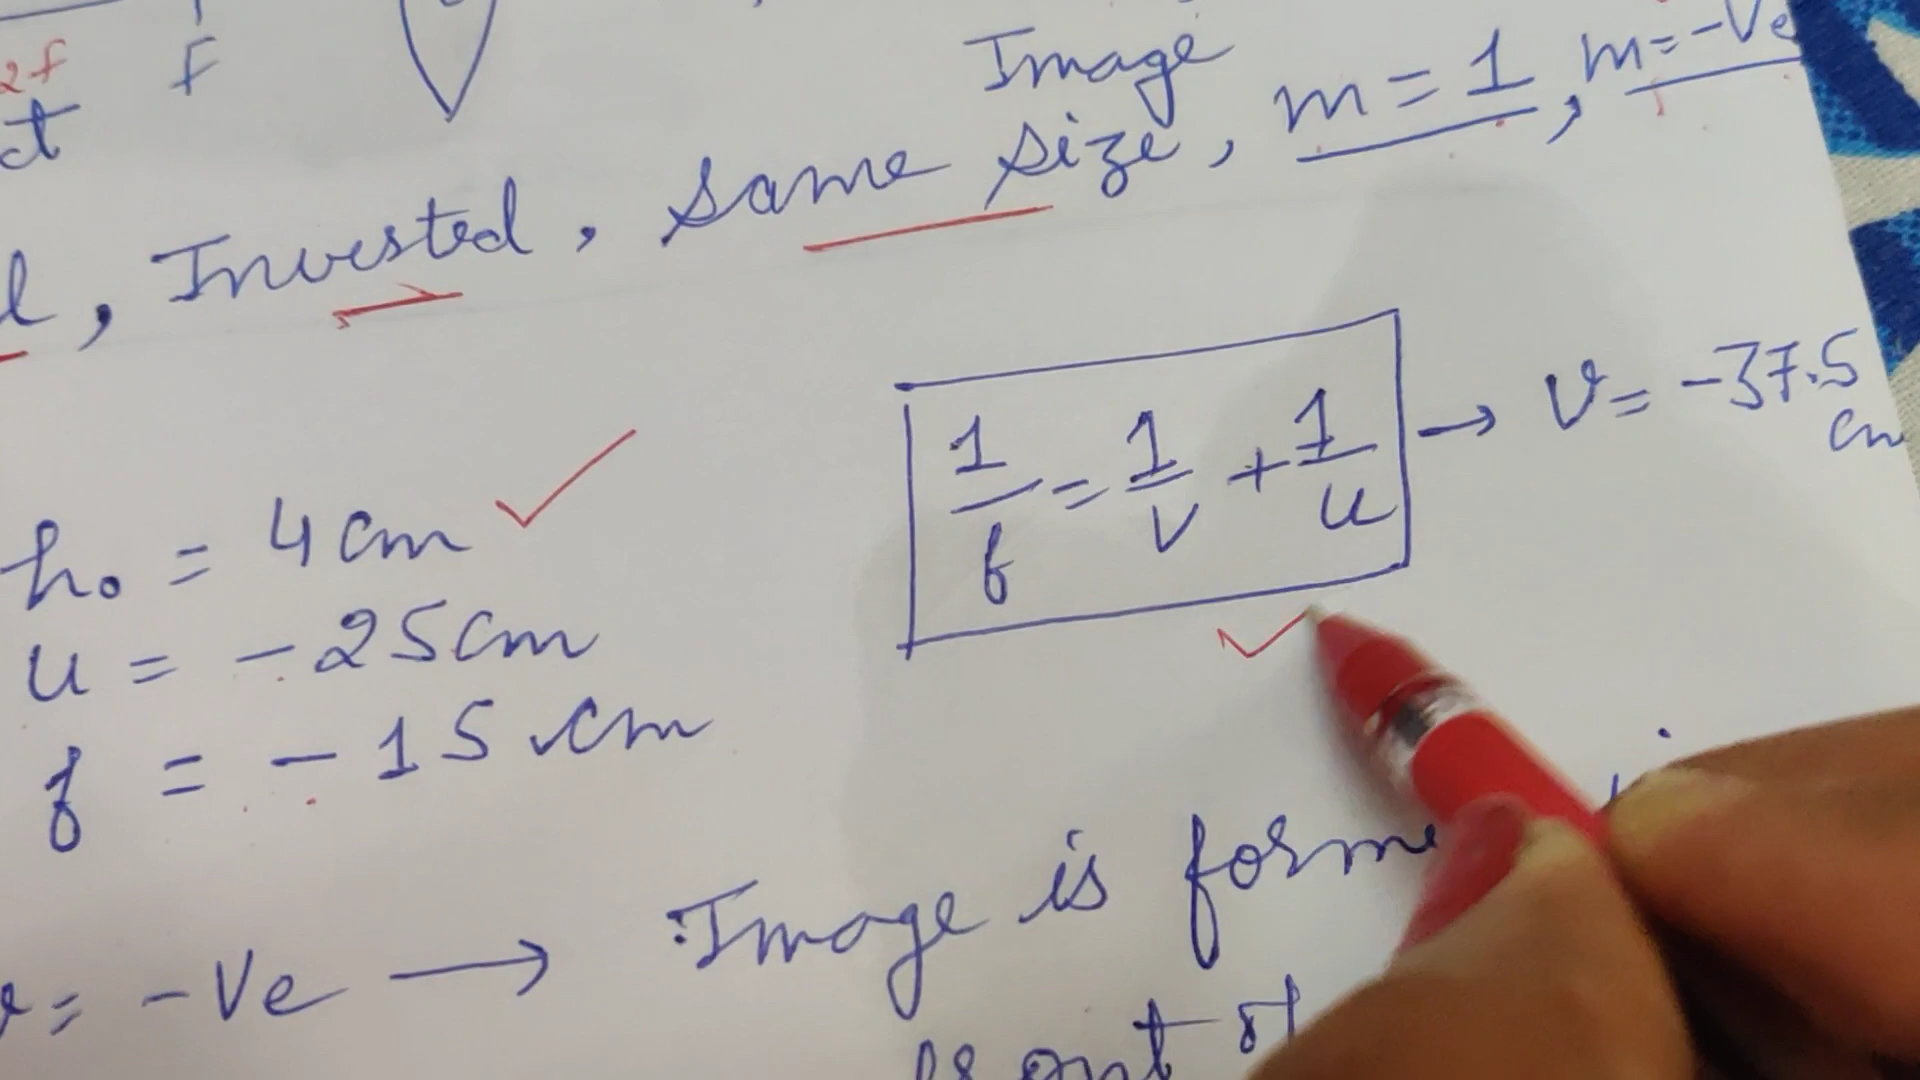 2f F
ct
Image
l, Inverted, Same size, m = 1, m = -Ve
1/f = 1/v + 1/u → v = -37.5 cm
h₀ = 4 cm
u = - 25 cm
f = - 15 cm
v = -Ve → Image is forme